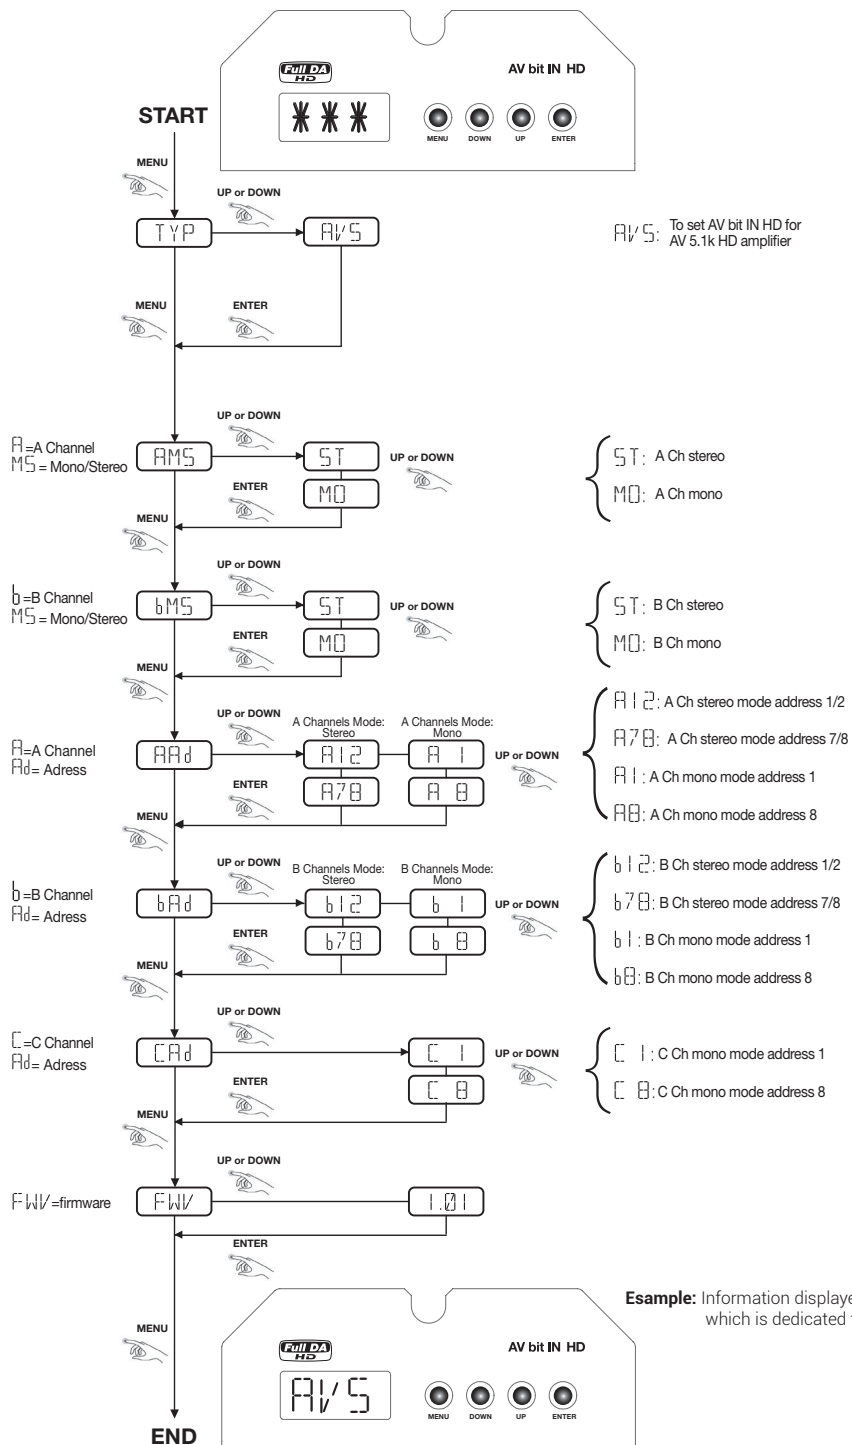 Full DA
HD
AV bit IN HD
***
MENU DOWN UP ENTER
START
MENU
UP or DOWN
TYP
AV5
AV5: To set AV bit IN HD for
AV 5.1k HD amplifier
MENU
ENTER
UP or DOWN
A=A Channel
MS = Mono/Stereo
AMS
ST
UP or DOWN
MO
ENTER
MENU
ST: A Ch stereo
MO: A Ch mono
UP or DOWN
b=B Channel
MS = Mono/Stereo
bMS
ST
UP or DOWN
MO
ENTER
MENU
ST: B Ch stereo
MO: B Ch mono
UP or DOWN
A Channels Mode:
Stereo
A Channels Mode:
Mono
A=A Channel
Ad= Adress
AAd
A12
A 1
UP or DOWN
A78
A 8
ENTER
MENU
A12: A Ch stereo mode address 1/2
A78: A Ch stereo mode address 7/8
A1: A Ch mono mode address 1
A8: A Ch mono mode address 8
UP or DOWN
B Channels Mode:
Stereo
B Channels Mode:
Mono
b=B Channel
Ad= Adress
bAd
b12
b 1
UP or DOWN
b78
b 8
ENTER
MENU
b12: B Ch stereo mode address 1/2
b78: B Ch stereo mode address 7/8
b1: B Ch mono mode address 1
b8: B Ch mono mode address 8
UP or DOWN
C=C Channel
Ad= Adress
CAd
C 1
UP or DOWN
C 8
ENTER
MENU
C 1: C Ch mono mode address 1
C 8: C Ch mono mode address 8
UP or DOWN
FWV=firmware
FWV
1.01
ENTER
MENU
END
Esample: Information displaye
which is dedicated
Full DA
HD
AV bit IN HD
AV5
MENU DOWN UP ENTER